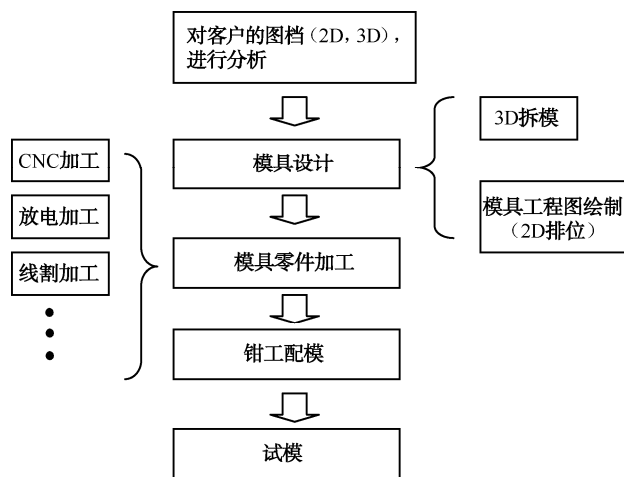 对客户的图档（2D，3D），
进行分析
3D拆模
CNC加工
模具设计
放电加工
模具工程图绘制
（2D排位）
线割加工
模具零件加工
钳工配模
试模